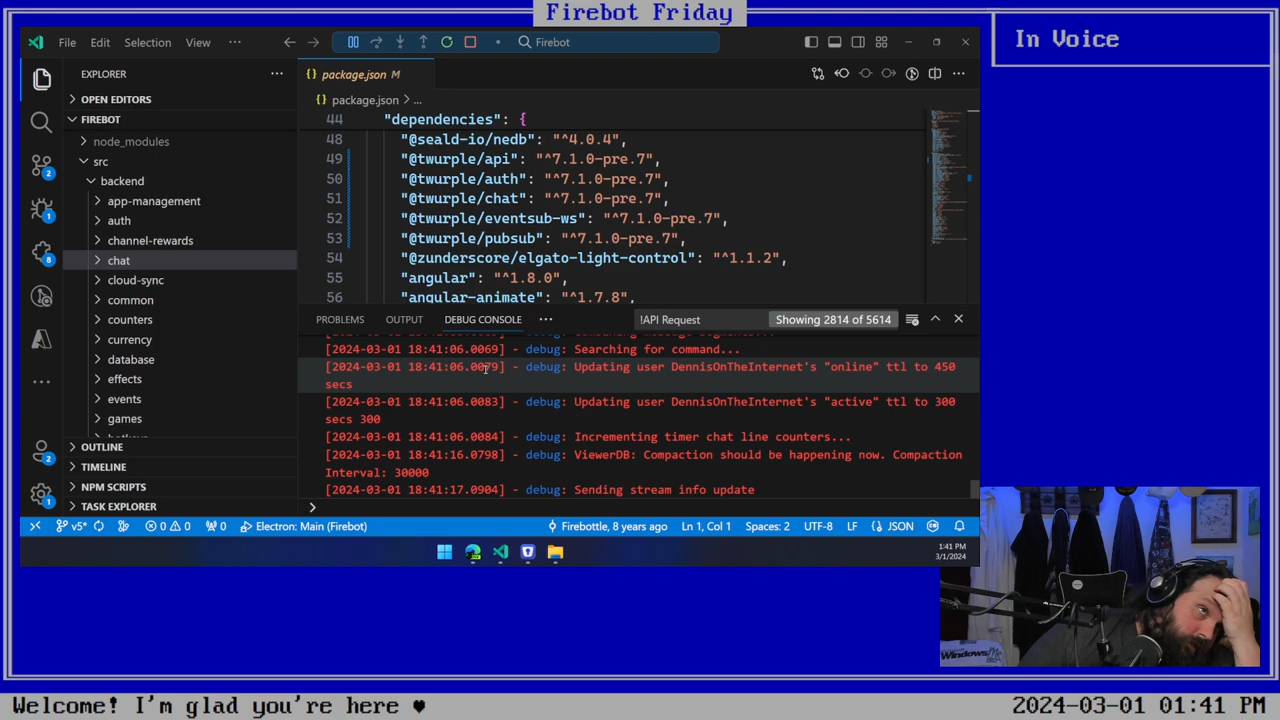 Firebot Friday
In Voice
File Edit Selection View ··· Firebot
EXPLORER ···
OPEN EDITORS
FIREBOT
node_modules
src
backend
app-management
auth
channel-rewards
chat
cloud-sync
common
counters
currency
database
effects
events
games
OUTLINE
TIMELINE
NPM SCRIPTS
TASK EXPLORER
2
1
8
2
1
{} package.json M
{} package.json > ...
44 "dependencies": {
48 "@seald-io/nedb": "^4.0.4",
49 "@twurple/api": "^7.1.0-pre.7",
50 "@twurple/auth": "^7.1.0-pre.7",
51 "@twurple/chat": "^7.1.0-pre.7",
52 "@twurple/eventsub-ws": "^7.1.0-pre.7",
53 "@twurple/pubsub": "^7.1.0-pre.7",
54 "@zunderscore/elgato-light-control": "^1.1.2",
55 "angular": "^1.8.0",
56 "angular-animate": "^1.7.8",
PROBLEMS OUTPUT DEBUG CONSOLE ··· !API Request Showing 2814 of 5614
[2024-03-01 18:41:06.0069] - debug: Searching for command...
[2024-03-01 18:41:06.0079] - debug: Updating user DennisOnTheInternet's "online" ttl to 450
secs
[2024-03-01 18:41:06.0083] - debug: Updating user DennisOnTheInternet's "active" ttl to 300
secs 300
[2024-03-01 18:41:06.0084] - debug: Incrementing timer chat line counters...
[2024-03-01 18:41:16.0798] - debug: ViewerDB: Compaction should be happening now. Compaction
Interval: 30000
[2024-03-01 18:41:17.0904] - debug: Sending stream info update
>
v5* 0 0 0 Electron: Main (Firebot) Firebottle, 8 years ago Ln 1, Col 1 Spaces: 2 UTF-8 LF {} JSON
1:41 PM
3/1/2024
Windows Me
Welcome! I'm glad you're here ♥ 2024-03-01 01:41 PM